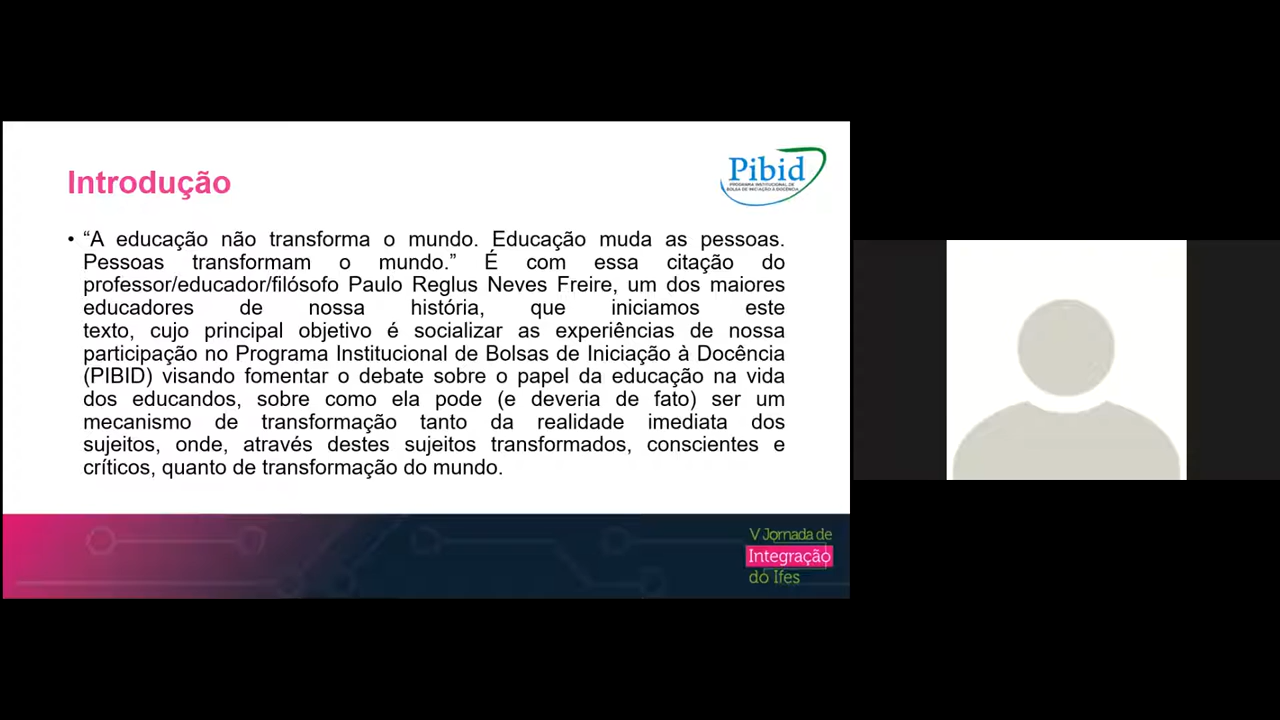 Introdução
Pibid
PROGRAMA INSTITUCIONAL DE
BOLSA DE INICIAÇÃO À DOCÊNCIA
• “A educação não transforma o mundo. Educação muda as pessoas.
Pessoas transformam o mundo.” É com essa citação do
professor/educador/filósofo Paulo Reglus Neves Freire, um dos maiores
educadores de nossa história, que iniciamos este
texto, cujo principal objetivo é socializar as experiências de nossa
participação no Programa Institucional de Bolsas de Iniciação à Docência
(PIBID) visando fomentar o debate sobre o papel da educação na vida
dos educandos, sobre como ela pode (e deveria de fato) ser um
mecanismo de transformação tanto da realidade imediata dos
sujeitos, onde, através destes sujeitos transformados, conscientes e
críticos, quanto de transformação do mundo.
V Jornada de
Integração
do Ifes